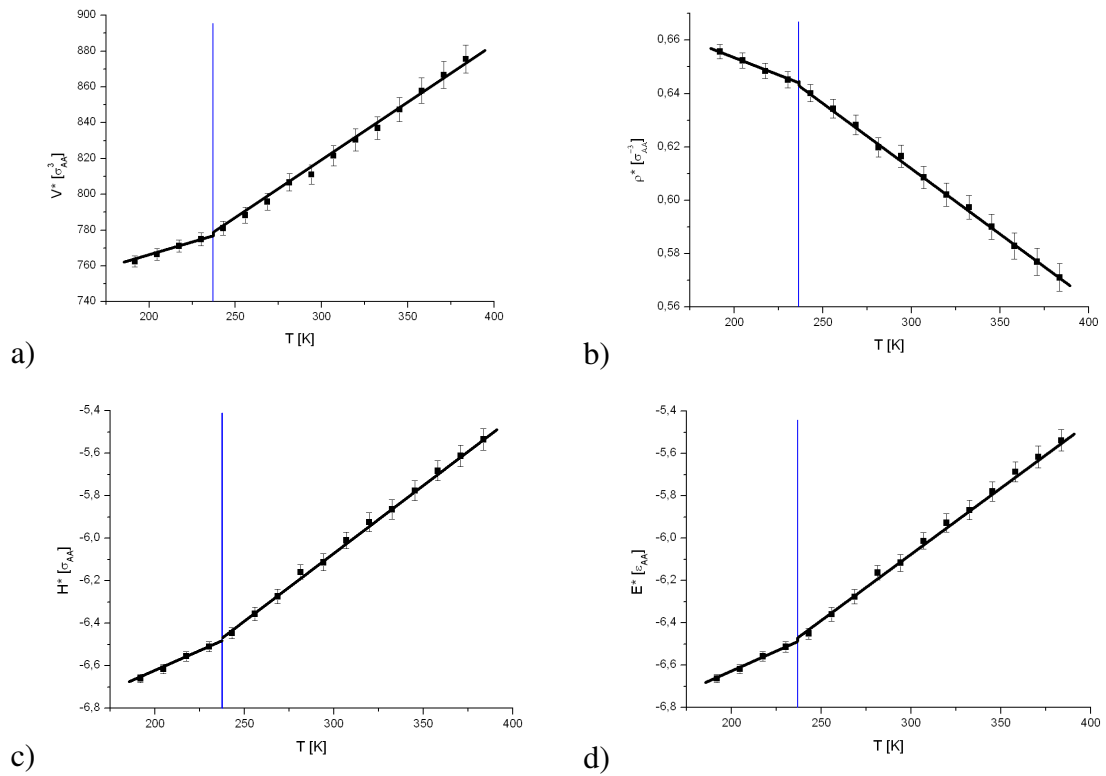 900
880
860
840
820
800
780
760
740
V* [σ³AA]
200 250 300 350 400
T [K]
a)
0,66
0,64
0,62
0,60
0,58
0,56
ρ* [σ⁻³AA]
200 250 300 350 400
T [K]
b)
-5,4
-5,6
-5,8
-6,0
-6,2
-6,4
-6,6
-6,8
H* [σAA]
200 250 300 350 400
T [K]
c)
-5,4
-5,6
-5,8
-6,0
-6,2
-6,4
-6,6
-6,8
E* [εAA]
200 250 300 350 400
T [K]
d)